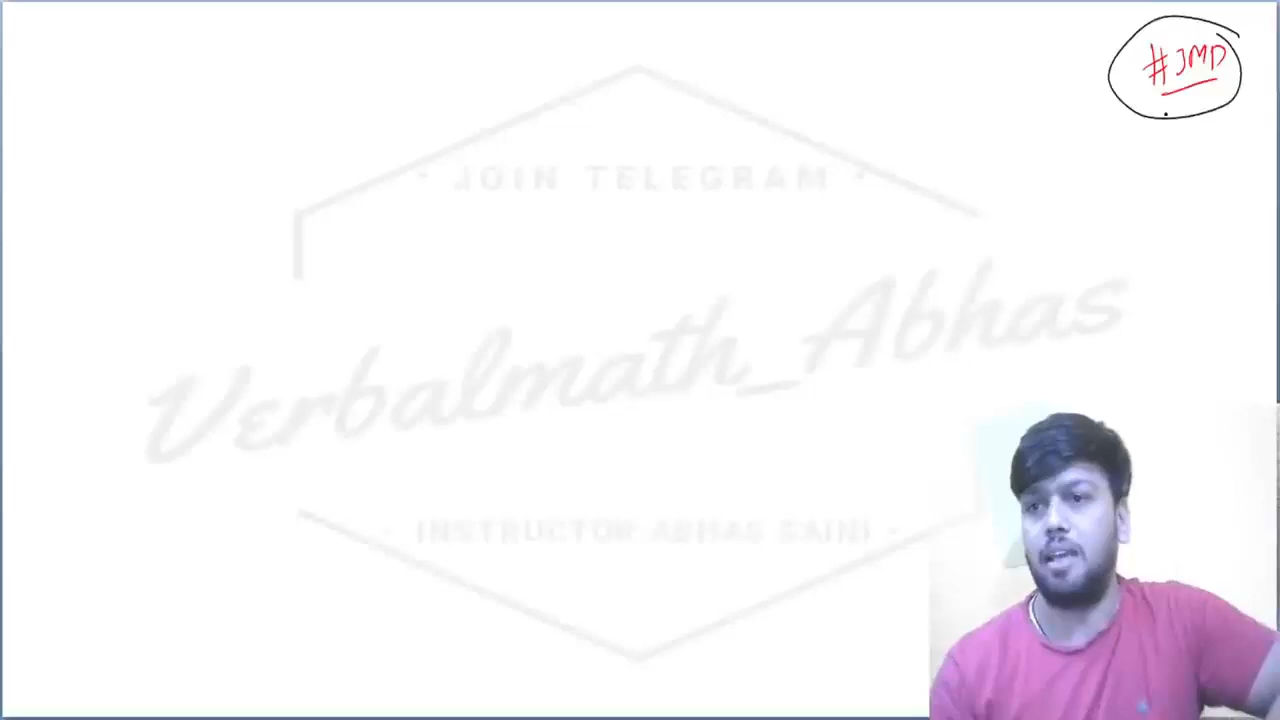 #JMD
· JOIN TELEGRAM ·
Verbalmath_Abhas
- INSTRUCTOR ABHAS SAINI -